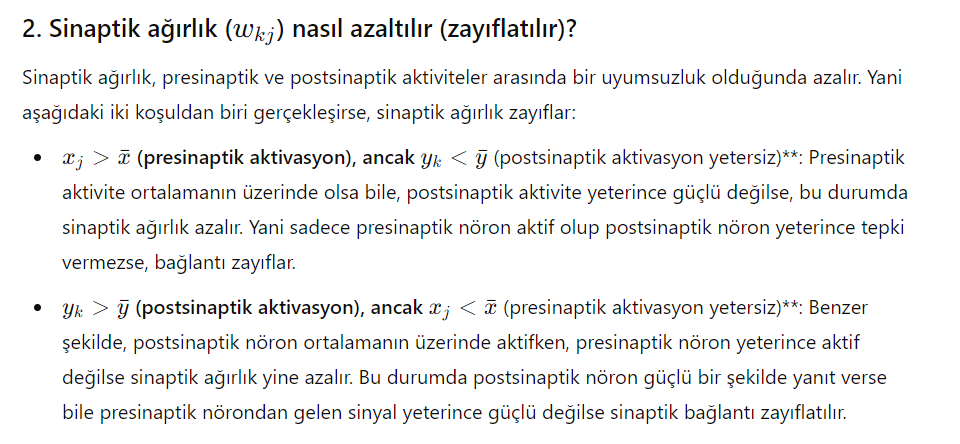 2. Sinaptik ağırlık (w_{kj}) nasıl azaltılır (zayıflatılır)?
Sinaptik ağırlık, presinaptik ve postsinaptik aktiviteler arasında bir uyumsuzluk olduğunda azalır. Yani
aşağıdaki iki koşuldan biri gerçekleşirse, sinaptik ağırlık zayıflar:
• x_j > x̄ (presinaptik aktivasyon), ancak y_k < ȳ (postsinaptik aktivasyon yetersiz)**: Presinaptik
aktivite ortalamanın üzerinde olsa bile, postsinaptik aktivite yeterince güçlü değilse, bu durumda
sinaptik ağırlık azalır. Yani sadece presinaptik nöron aktif olup postsinaptik nöron yeterince tepki
vermezse, bağlantı zayıflar.
• y_k > ȳ (postsinaptik aktivasyon), ancak x_j < x̄ (presinaptik aktivasyon yetersiz)**: Benzer
şekilde, postsinaptik nöron ortalamanın üzerinde aktifken, presinaptik nöron yeterince aktif
değilse sinaptik ağırlık yine azalır. Bu durumda postsinaptik nöron güçlü bir şekilde yanıt verse
bile presinaptik nörondan gelen sinyal yeterince güçlü değilse sinaptik bağlantı zayıflatılır.